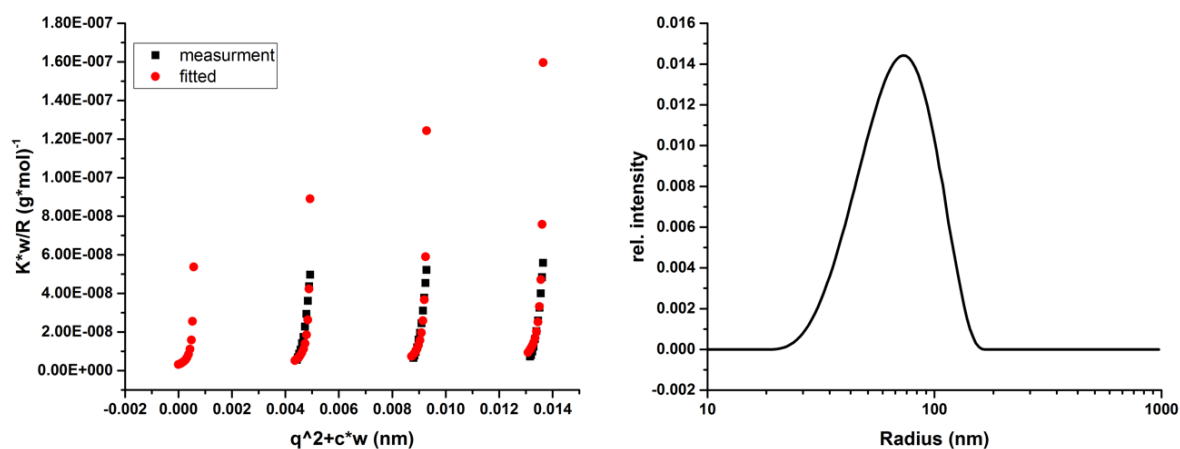 1.80E-007
1.60E-007
1.40E-007
1.20E-007
1.00E-007
8.00E-008
6.00E-008
4.00E-008
2.00E-008
0.00E+000
K*w/R (g*mol)-1
measurment
fitted
-0.002 0.000 0.002 0.004 0.006 0.008 0.010 0.012 0.014
q^2+c*w (nm)
0.016
0.014
0.012
0.010
0.008
0.006
0.004
0.002
0.000
-0.002
rel. intensity
10 100 1000
Radius (nm)